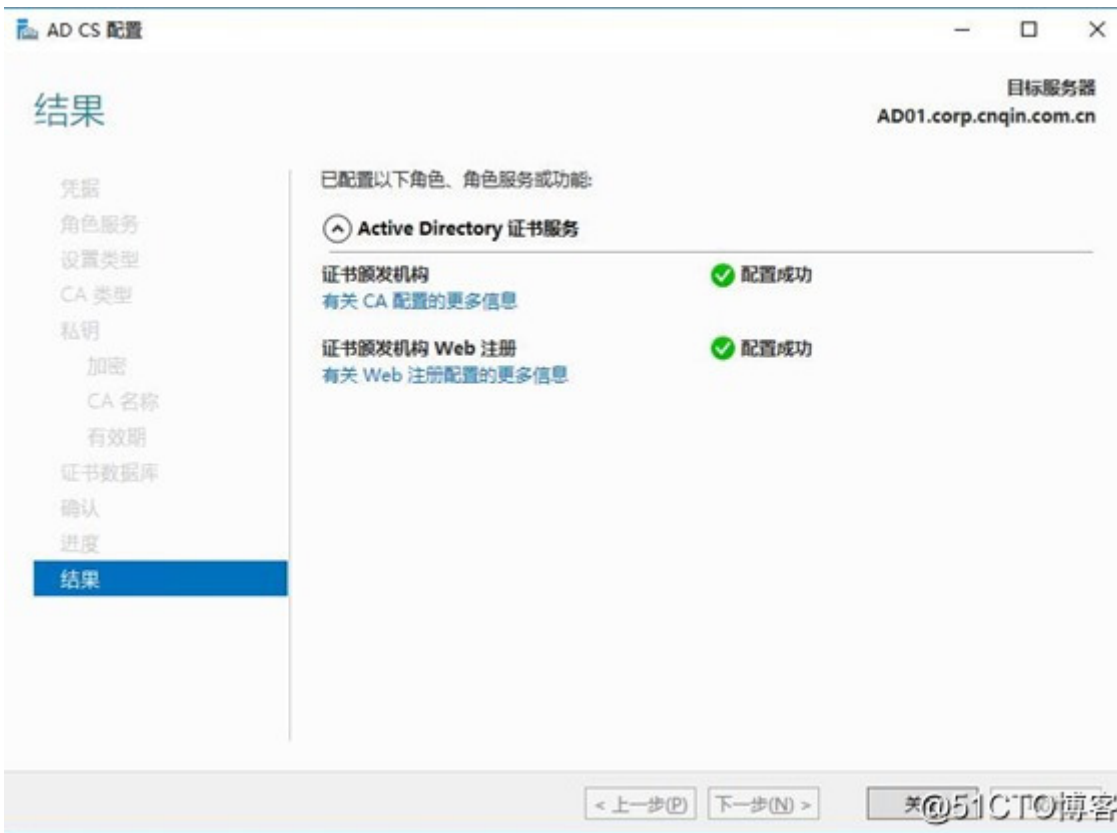 AD CS 配置
结果
目标服务器
AD01.corp.cnqin.com.cn
凭据
角色服务
设置类型
CA 类型
私钥
加密
CA 名称
有效期
证书数据库
确认
进度
结果
已配置以下角色、角色服务或功能:
Active Directory 证书服务
证书颁发机构
配置成功
有关 CA 配置的更多信息
证书颁发机构 Web 注册
配置成功
有关 Web 注册配置的更多信息
< 上一步(P)
下一步(N) >
关
@51CTO博客